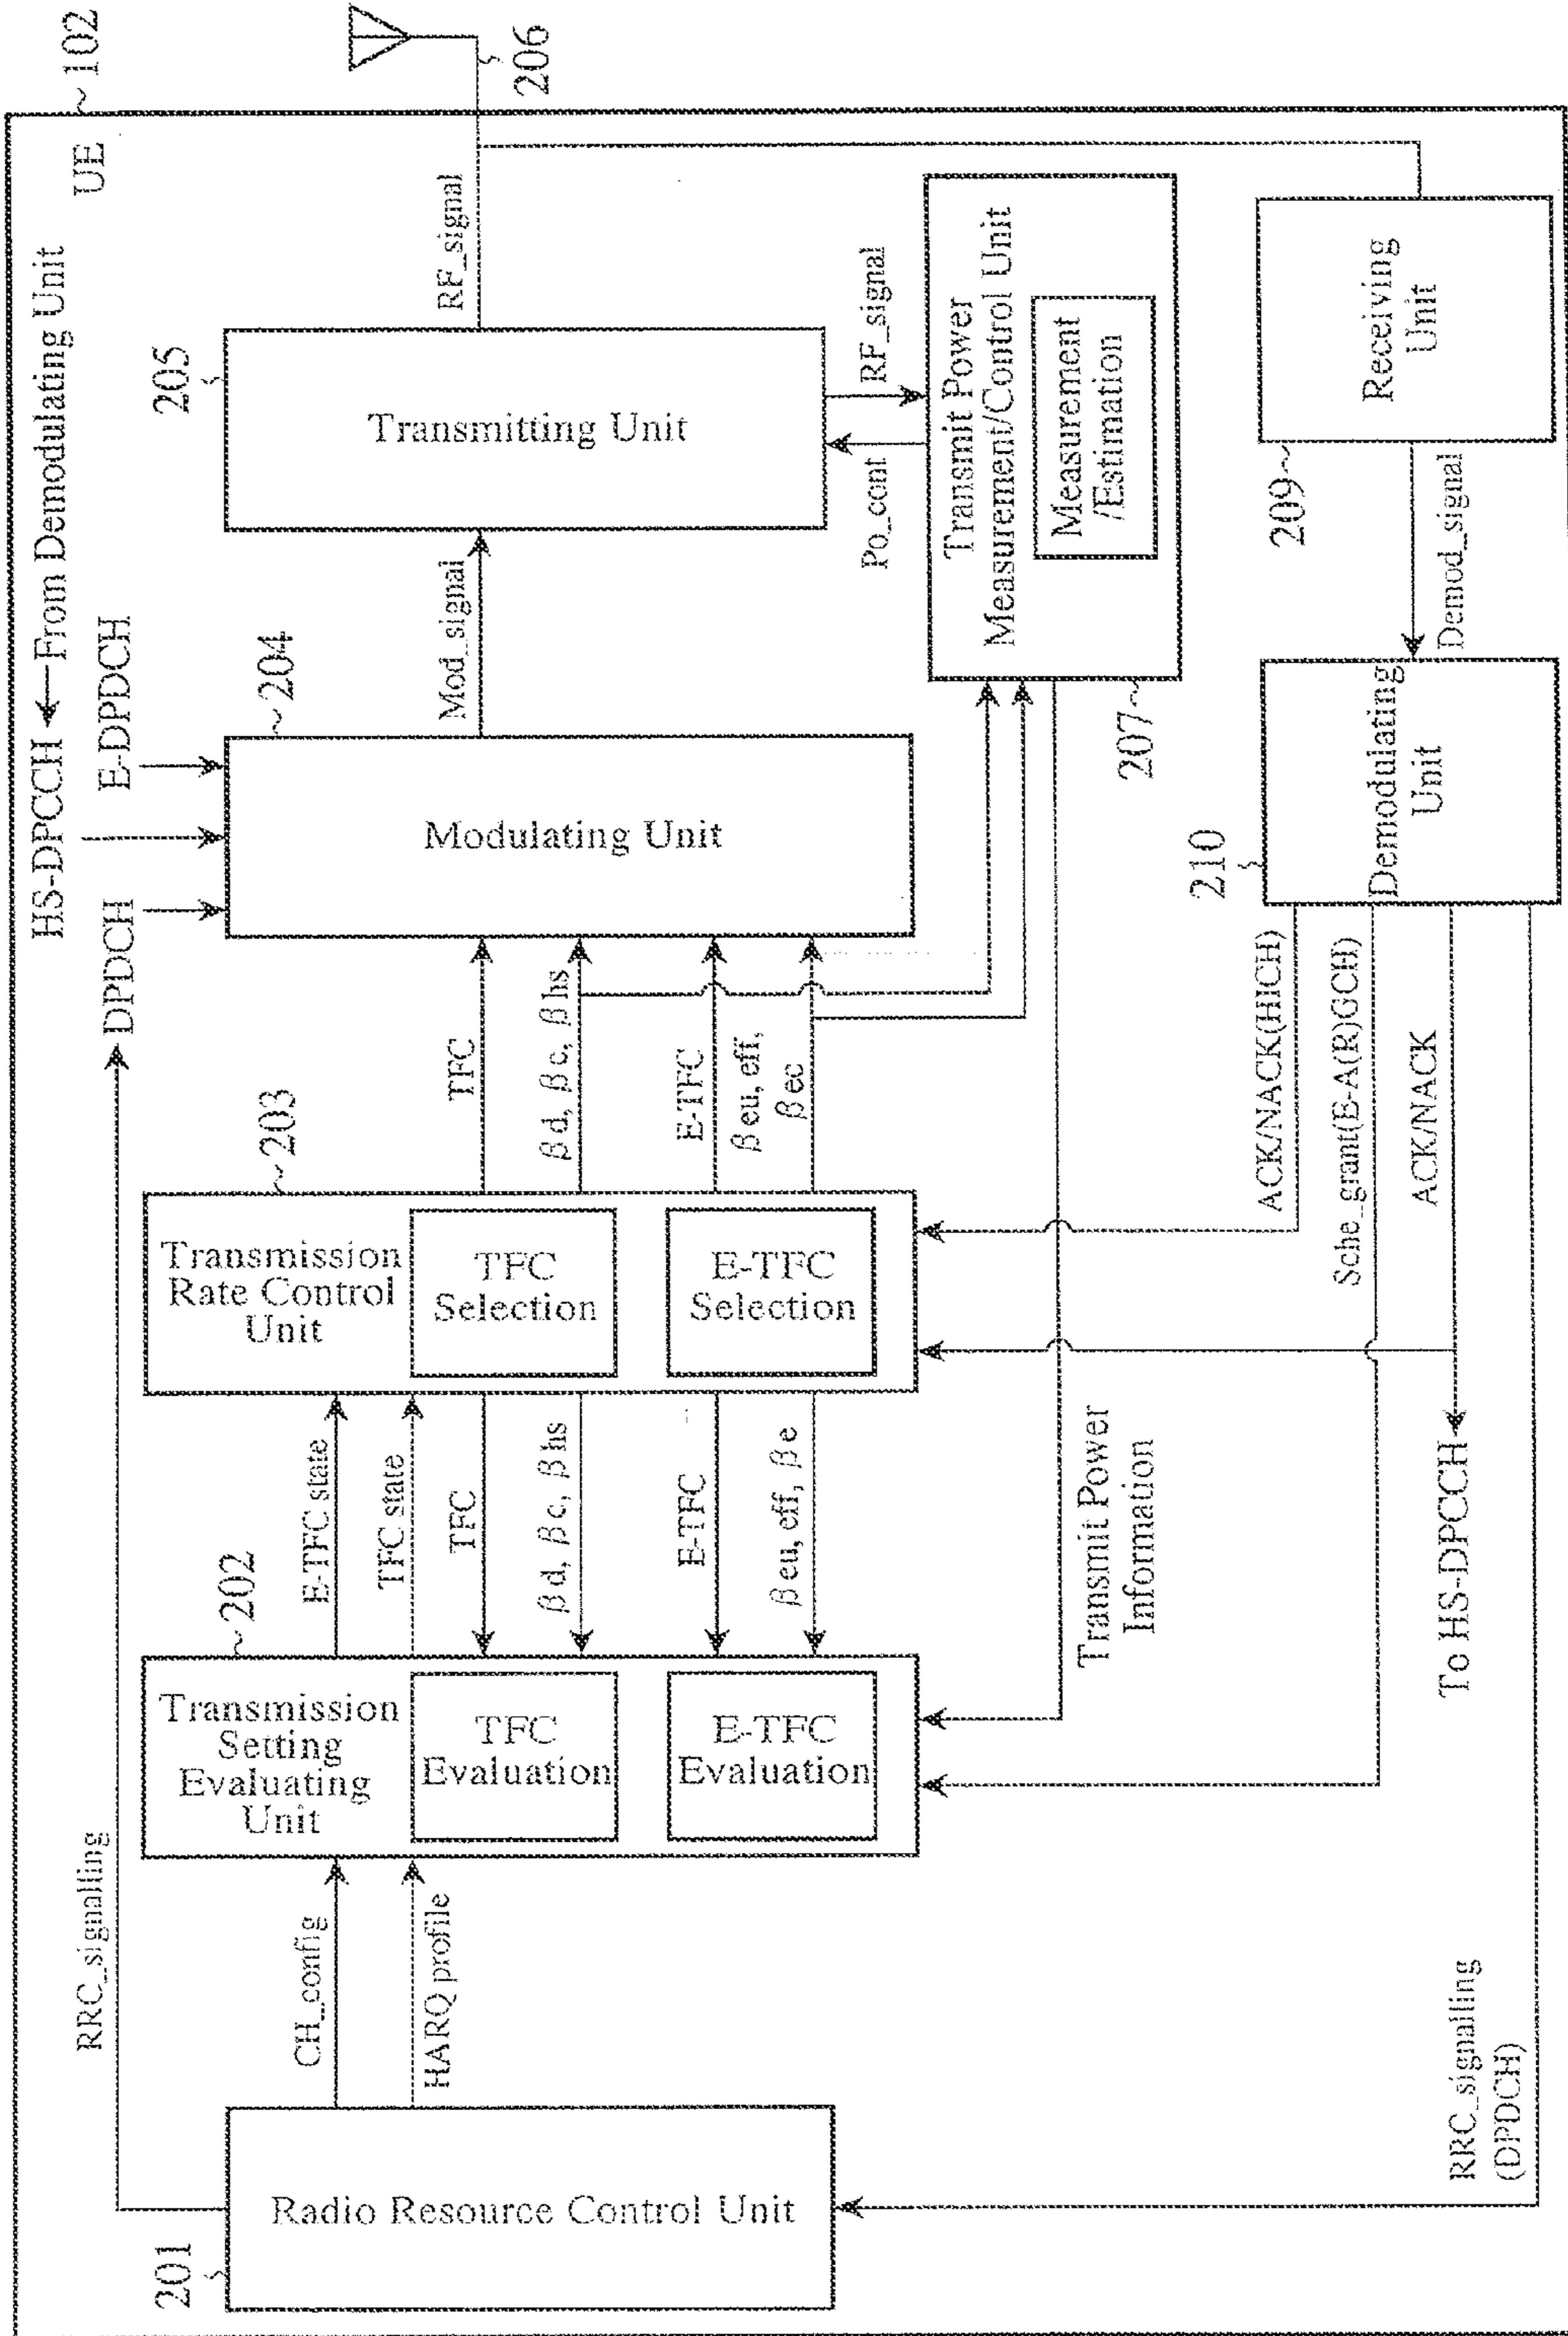 UE
102
HS-DPCCH
From Demodulating Unit
DPDCH
E-DPDCH
RRC_signalling
201
Radio Resource Control Unit
CH_config
HARQ profile
202
Transmission
Setting
Evaluating
Unit
TFC
Evaluation
E-TFC
Evaluation
E-TFC state
TFC state
TFC
βd, βc, βhs
E-TFC
βeu, eff, βe
203
Transmission
Rate Control
Unit
TFC
Selection
E-TFC
Selection
TFC
βd, βc, βhs
E-TFC
βeu, eff,
βec
204
Modulating Unit
Mod_signal
205
Transmitting Unit
RF_signal
206
Po_cont
RF_signal
207
Transmit Power
Measurement/Control Unit
Measurement
/Estimation
Transmit Power
Information
209
Receiving
Unit
Demod_signal
210
Demodulating
Unit
ACK/NACK(HICH)
Sche_grant(E-A(R)GCH)
ACK/NACK
To HS-DPCCH
RRC_signalling
(DPDCH)